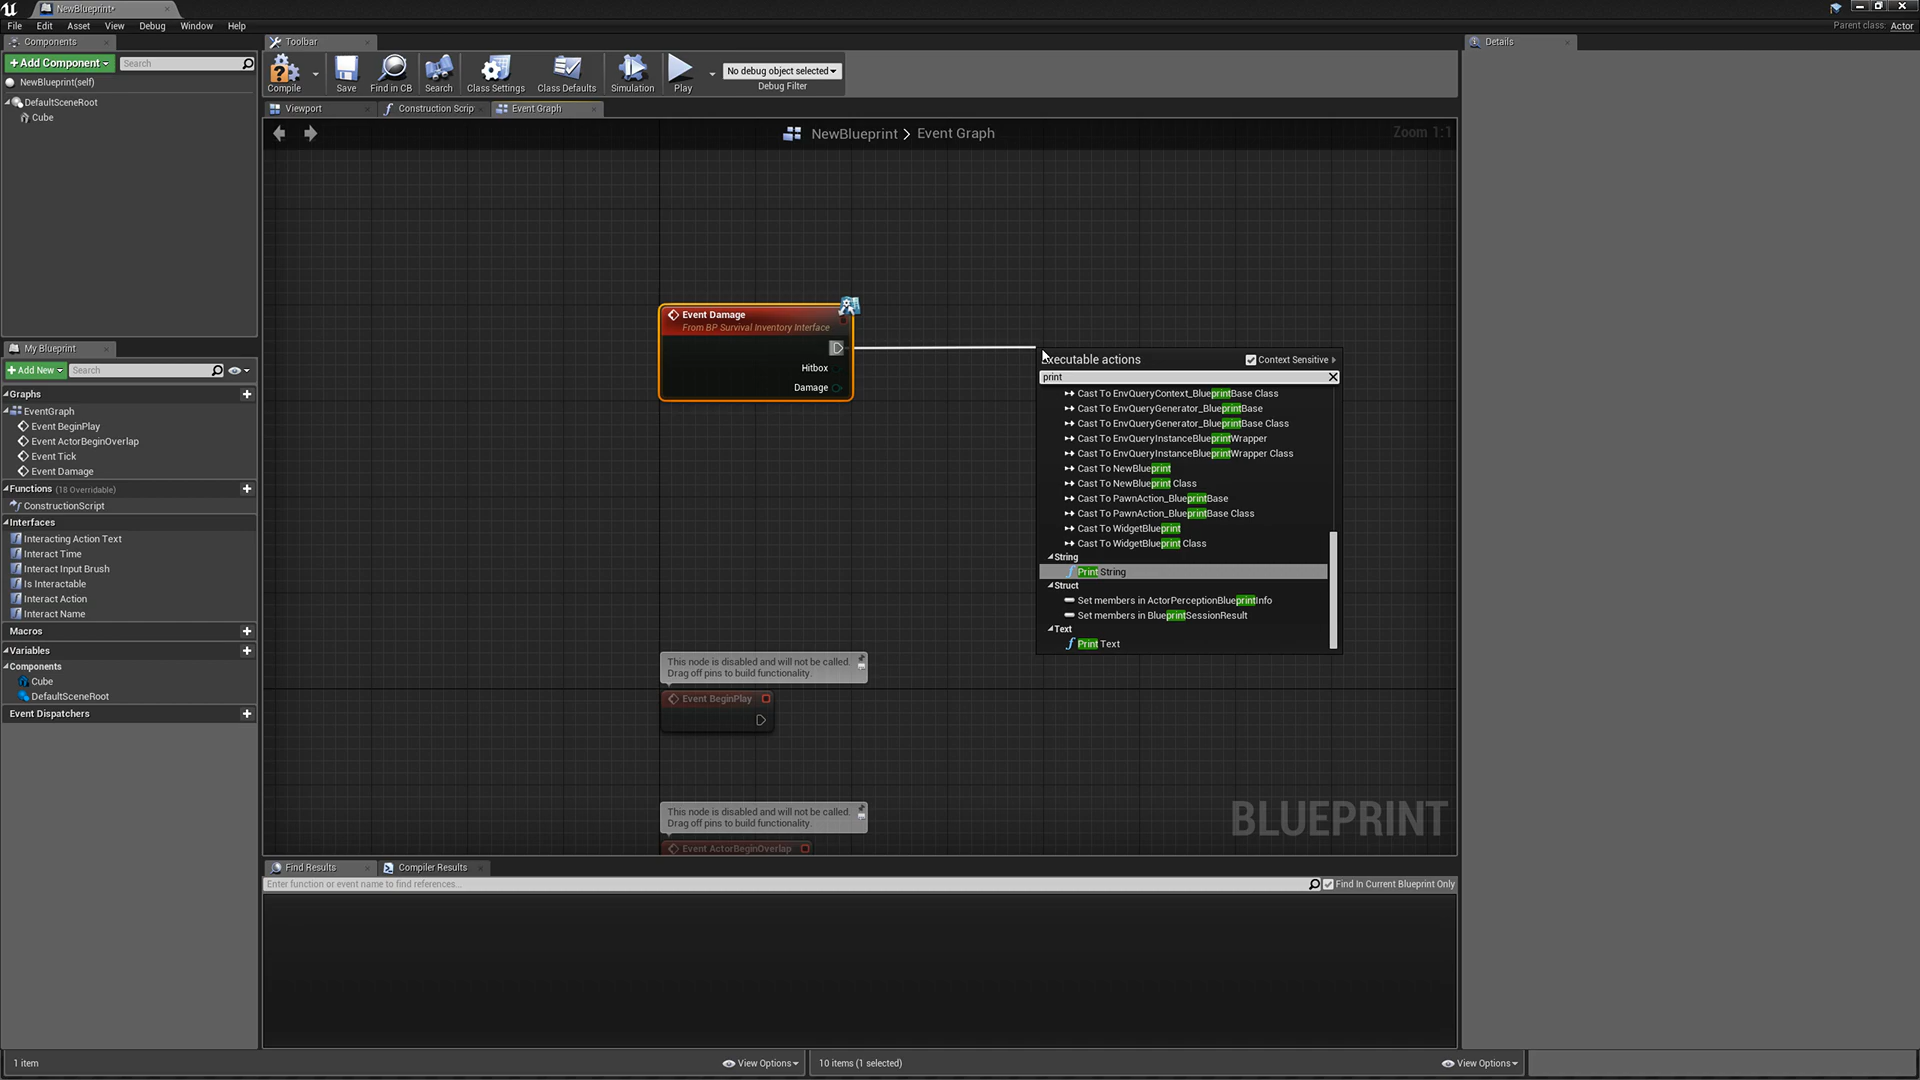 NewBlueprint*
File Edit Asset View Debug Window Help
Parent class: Actor
Components
Toolbar
Details
+Add Component
Search
NewBlueprint(self)
DefaultSceneRoot
Cube
Compile
Save
Find in CB
Search
Class Settings
Class Defaults
Simulation
Play
No debug object selected
Debug Filter
Viewport
Construction Scrip
Event Graph
NewBlueprint > Event Graph
Zoom 1:1
Event Damage
From BP Survival Inventory Interface
Hitbox
Damage
Executable actions
Context Sensitive
print
Cast To EnvQueryContext_BlueprintBase Class
Cast To EnvQueryGenerator_BlueprintBase
Cast To EnvQueryGenerator_BlueprintBase Class
Cast To EnvQueryInstanceBlueprintWrapper
Cast To EnvQueryInstanceBlueprintWrapper Class
Cast To NewBlueprint
Cast To NewBlueprint Class
Cast To PawnAction_BlueprintBase
Cast To PawnAction_BlueprintBase Class
Cast To WidgetBlueprint
Cast To WidgetBlueprint Class
String
Print String
Struct
Set members in ActorPerceptionBlueprintInfo
Set members in BlueprintSessionResult
Text
Print Text
My Blueprint
+Add New
Search
Graphs
EventGraph
Event BeginPlay
Event ActorBeginOverlap
Event Tick
Event Damage
Functions (18 Overridable)
ConstructionScript
Interfaces
Interacting Action Text
Interact Time
Interact Input Brush
Is Interactable
Interact Action
Interact Name
Macros
Variables
Components
Cube
DefaultSceneRoot
Event Dispatchers
This node is disabled and will not be called.
Drag off pins to build functionality.
Event BeginPlay
This node is disabled and will not be called.
Drag off pins to build functionality.
Event ActorBeginOverlap
BLUEPRINT
Find Results
Compiler Results
Enter function or event name to find references...
Find In Current Blueprint Only
1 item
View Options
10 items (1 selected)
View Options